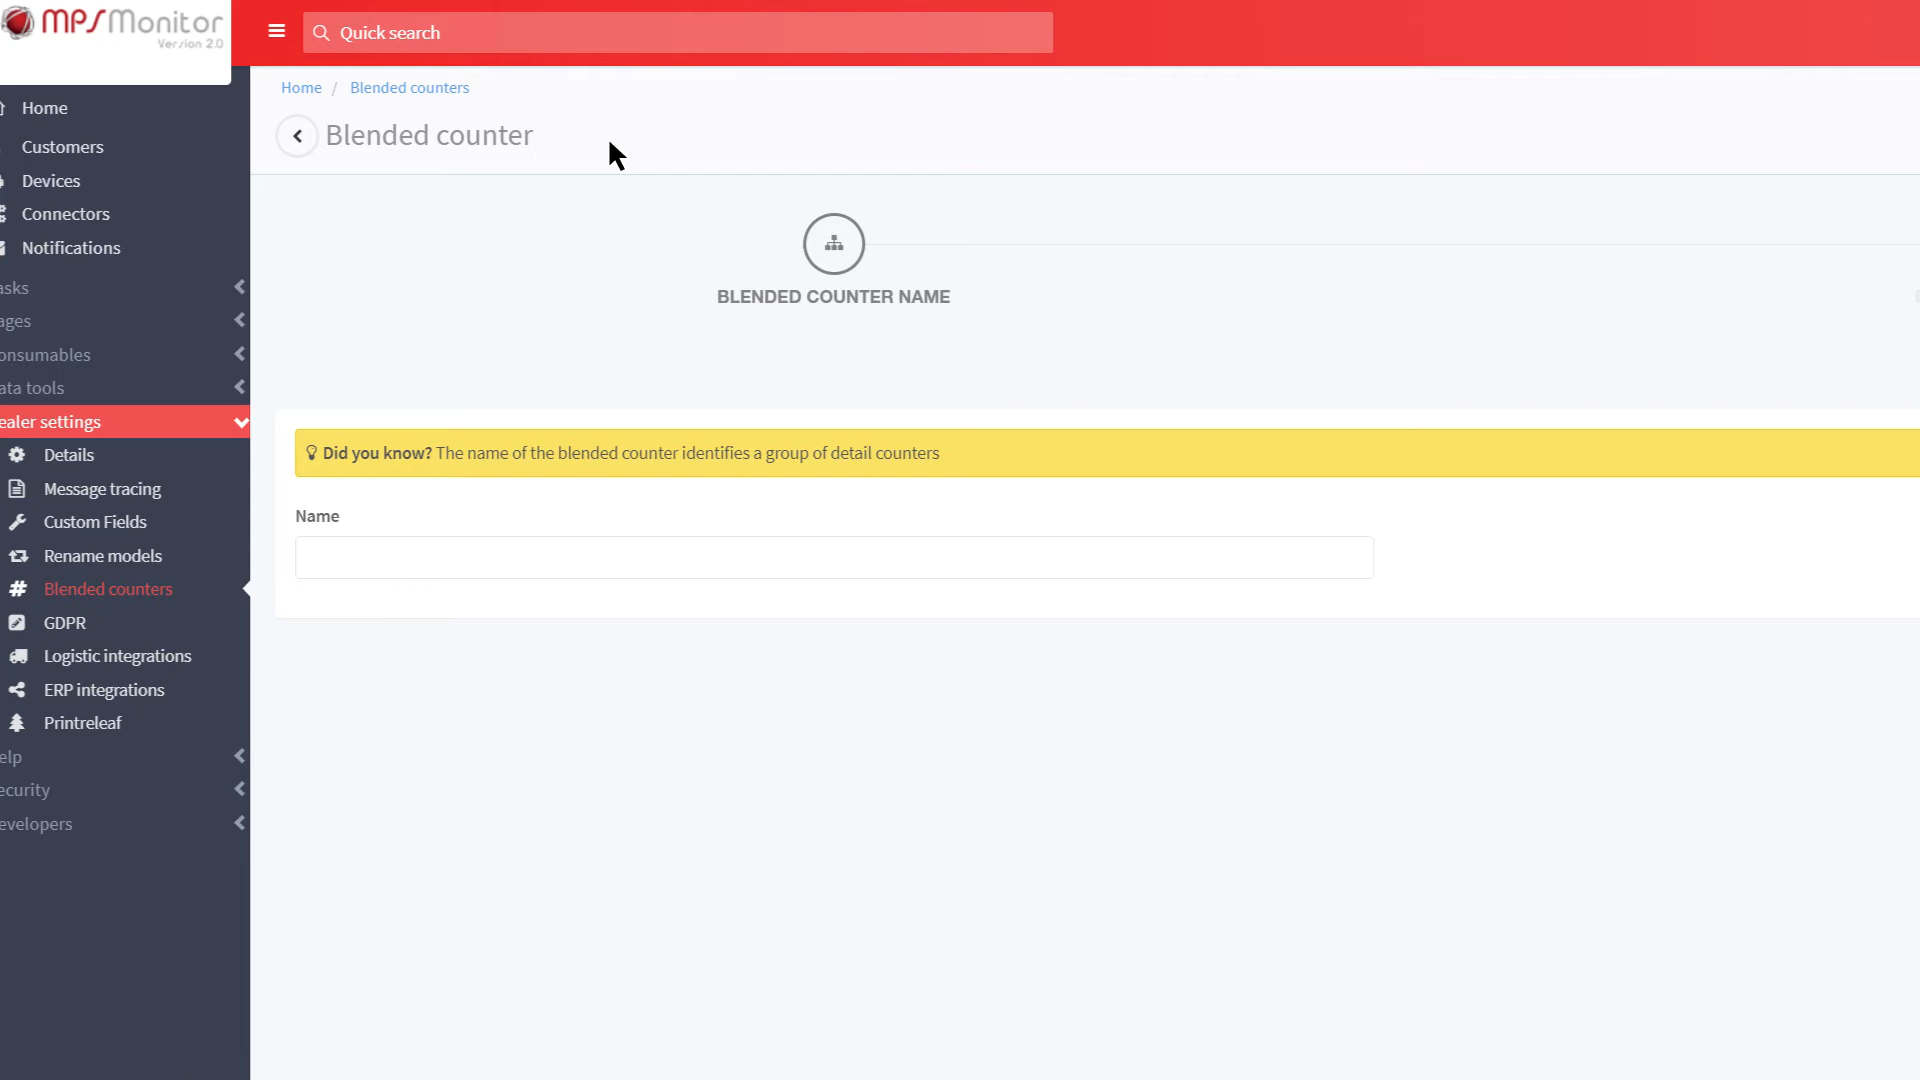 MPSMonitor
Version 2.0
Quick search
Home / Blended counters
Blended counter
Home
Customers
Devices
Connectors
Notifications
asks
ages
onsumables
ata tools
ealer settings
Details
Message tracing
Custom Fields
Rename models
Blended counters
GDPR
Logistic integrations
ERP integrations
Printreleaf
elp
ecurity
evelopers
BLENDED COUNTER NAME
Did you know? The name of the blended counter identifies a group of detail counters
Name